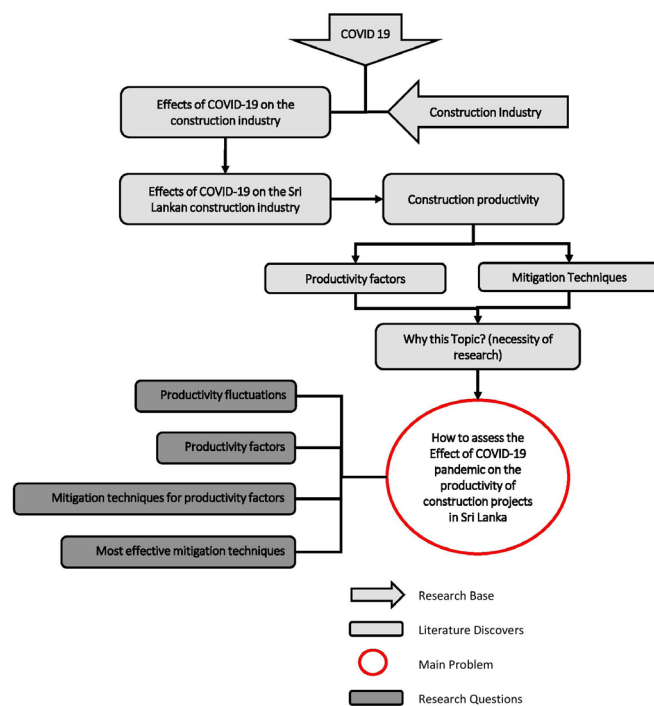 COVID 19
Effects of COVID-19 on the
construction industry
Construction Industry
Effects of COVID-19 on the Sri
Lankan construction industry
Construction productivity
Productivity factors
Mitigation Techniques
Why this Topic? (necessity of
research)
Productivity fluctuations
Productivity factors
Mitigation techniques for productivity factors
Most effective mitigation techniques
How to assess the
Effect of COVID-19
pandemic on the
productivity of
construction projects
in Sri Lanka
Research Base
Literature Discovers
Main Problem
Research Questions